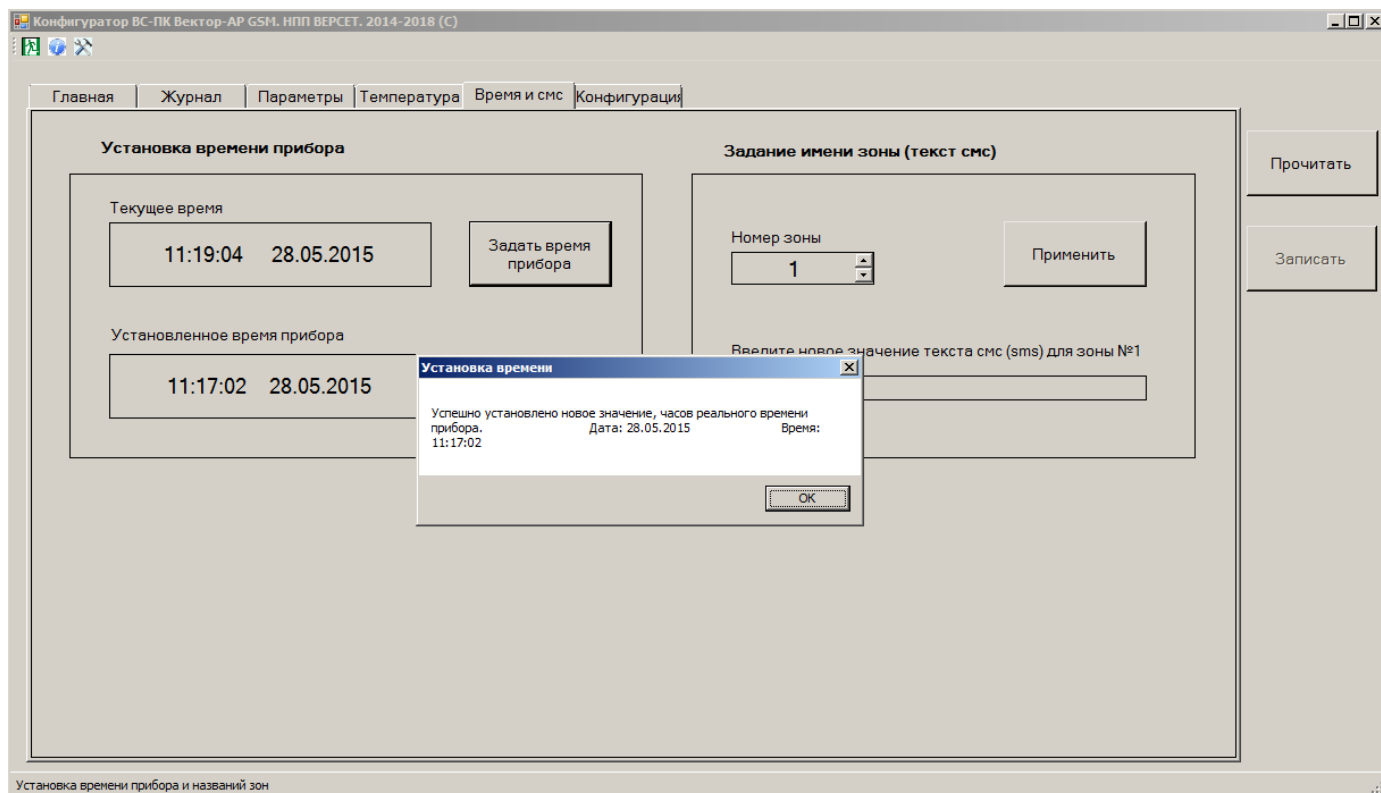 Конфигуратор ВС-ПК Вектор-АР GSM. НПП ВЕРСЕТ. 2014-2018 (С)
Главная Журнал Параметры Температура Время и смс Конфигурация
Установка времени прибора
Задание имени зоны (текст смс)
Прочитать
Текущее время
11:19:04 28.05.2015
Задать время
прибора
Номер зоны
1
Применить
Записать
Установленное время прибора
11:17:02 28.05.2015
Введите новое значение текста смс (sms) для зоны №1
Установка времени
Успешно установлено новое значение, часов реального времени
прибора. Дата: 28.05.2015 Время:
11:17:02
OK
Установка времени прибора и названий зон